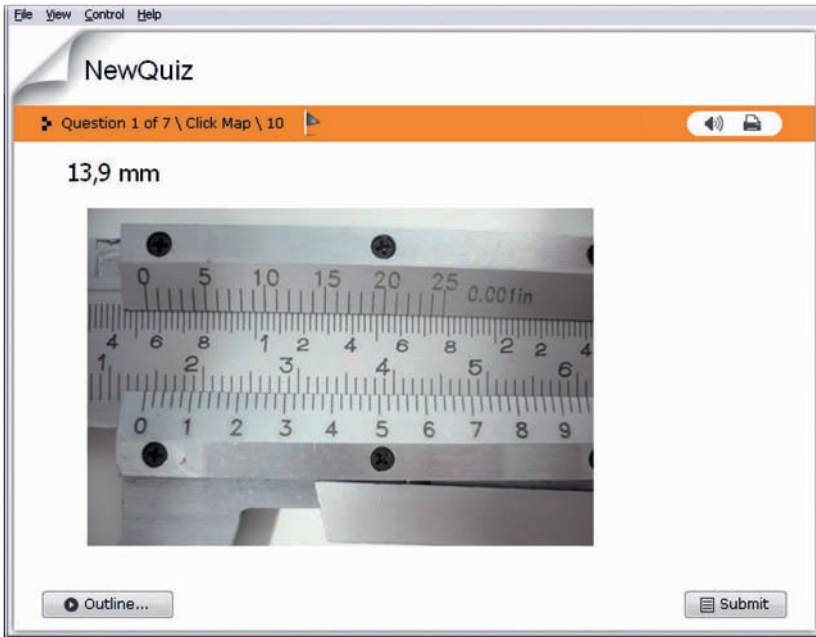 File View Control Help
NewQuiz
Question 1 of 7 \ Click Map \ 10
13,9 mm
0 5 10 15 20 25 0.001in
4 6 8 1 2 4 6 8 2 2 4
1 2 3 4 5 6
0 1 2 3 4 5 6 7 8 9
Outline...
Submit